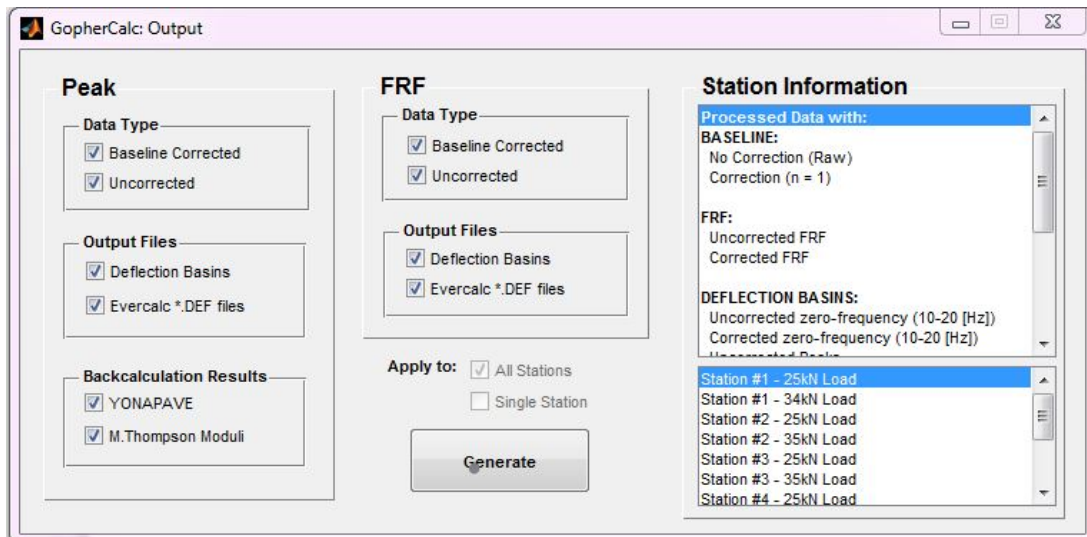 GopherCalc: Output
Peak
Data Type
Baseline Corrected
Uncorrected
Output Files
Deflection Basins
Evercalc *.DEF files
Backcalculation Results
YONAPAVE
M.Thompson Moduli
FRF
Data Type
Baseline Corrected
Uncorrected
Output Files
Deflection Basins
Evercalc *.DEF files
Apply to:
All Stations
Single Station
Generate
Station Information
Processed Data with:
BASELINE:
No Correction (Raw)
Correction (n = 1)
FRF:
Uncorrected FRF
Corrected FRF
DEFLECTION BASINS:
Uncorrected zero-frequency (10-20 [Hz])
Corrected zero-frequency (10-20 [Hz])
Station #1 - 25kN Load
Station #1 - 34kN Load
Station #2 - 25kN Load
Station #2 - 35kN Load
Station #3 - 25kN Load
Station #3 - 35kN Load
Station #4 - 25kN Load